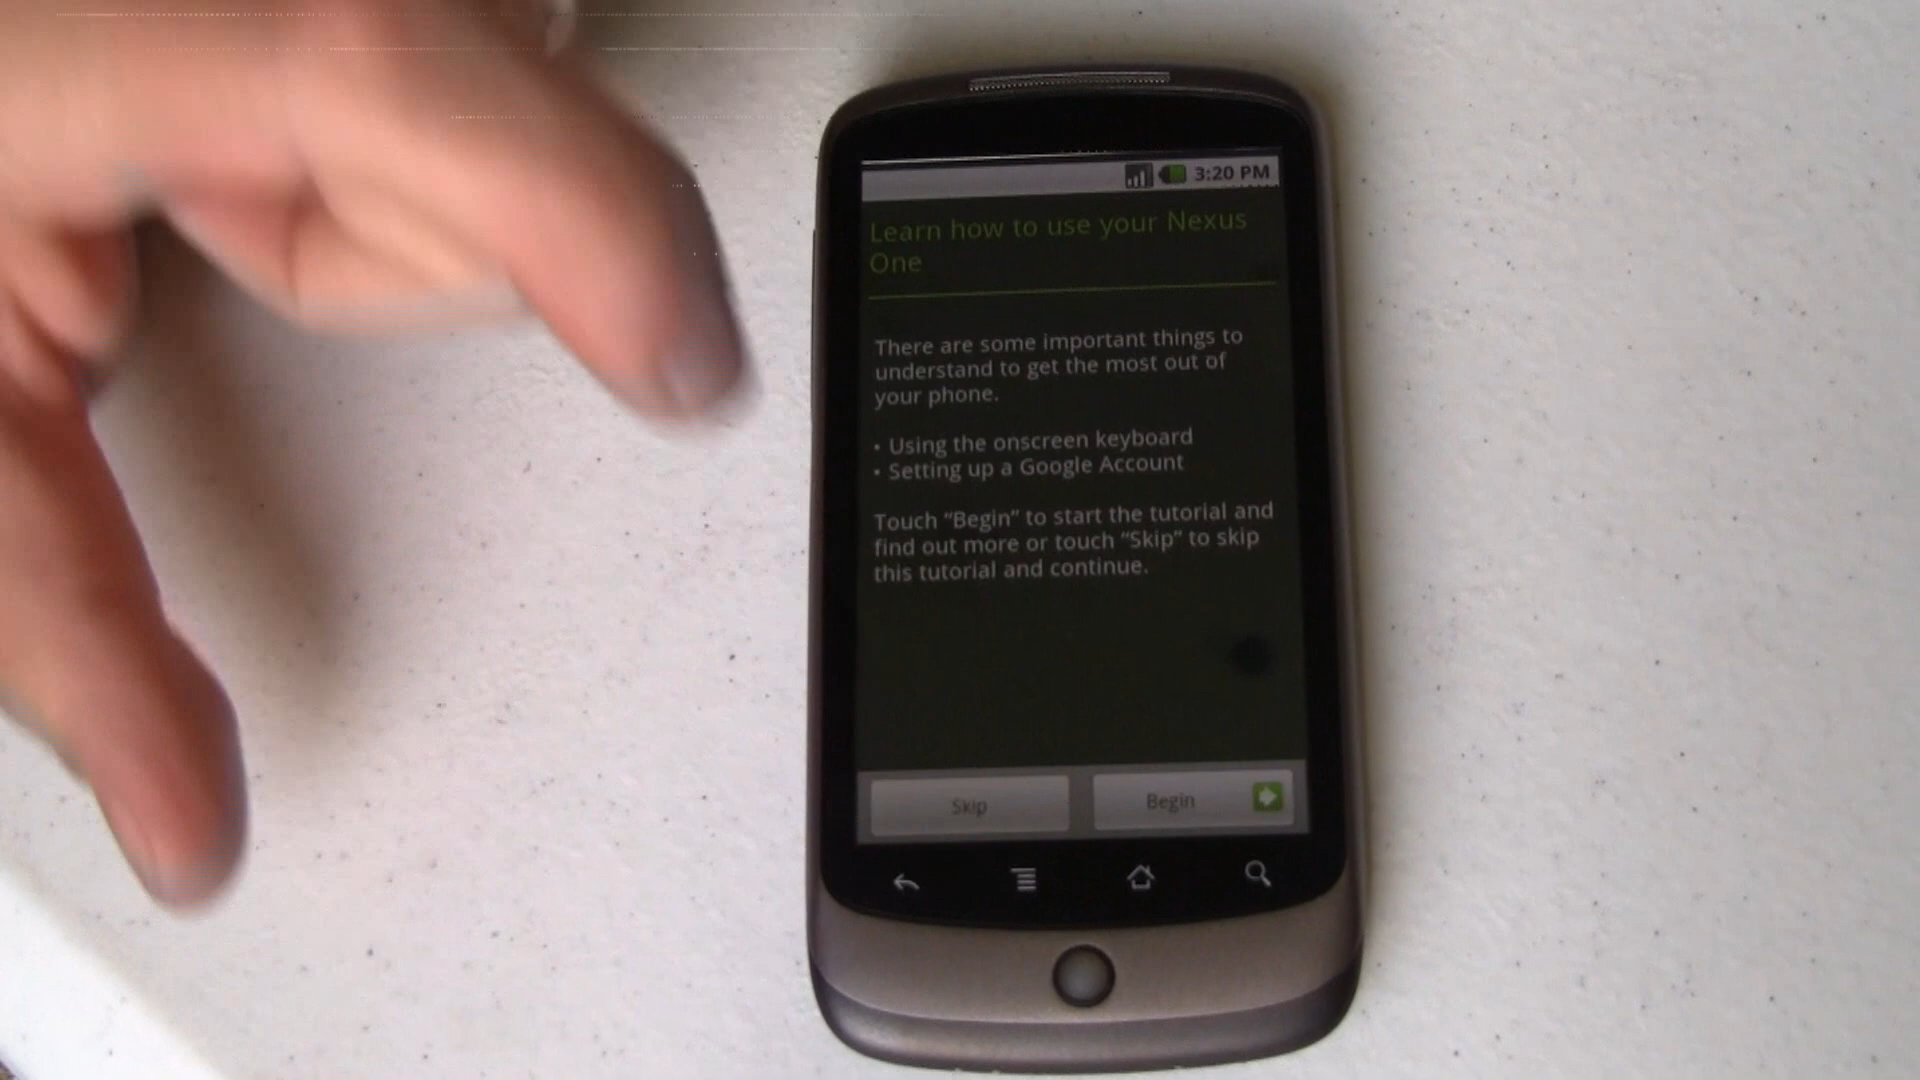 3:20 PM
Learn how to use your Nexus
One
There are some important things to
understand to get the most out of
your phone.
• Using the onscreen keyboard
• Setting up a Google Account
Touch “Begin” to start the tutorial and
find out more or touch “Skip” to skip
this tutorial and continue.
Skip
Begin